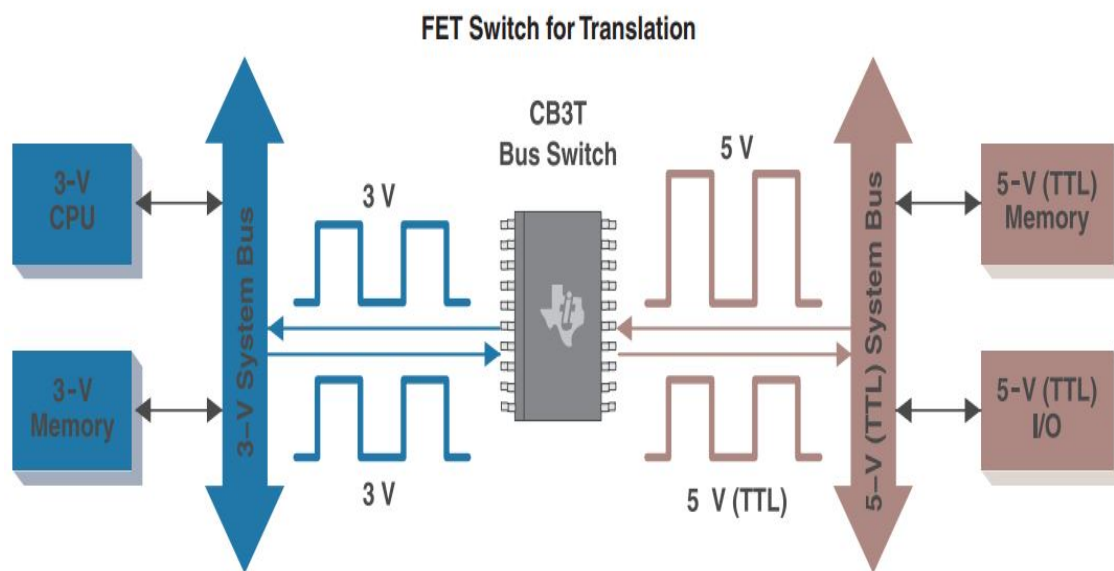 FET Switch for Translation
CB3T
Bus Switch
3-V
CPU
3-V
Memory
3-V System Bus
3 V
3 V
5 V
5 V (TTL)
5-V (TTL) System Bus
5-V (TTL)
Memory
5-V (TTL)
I/O